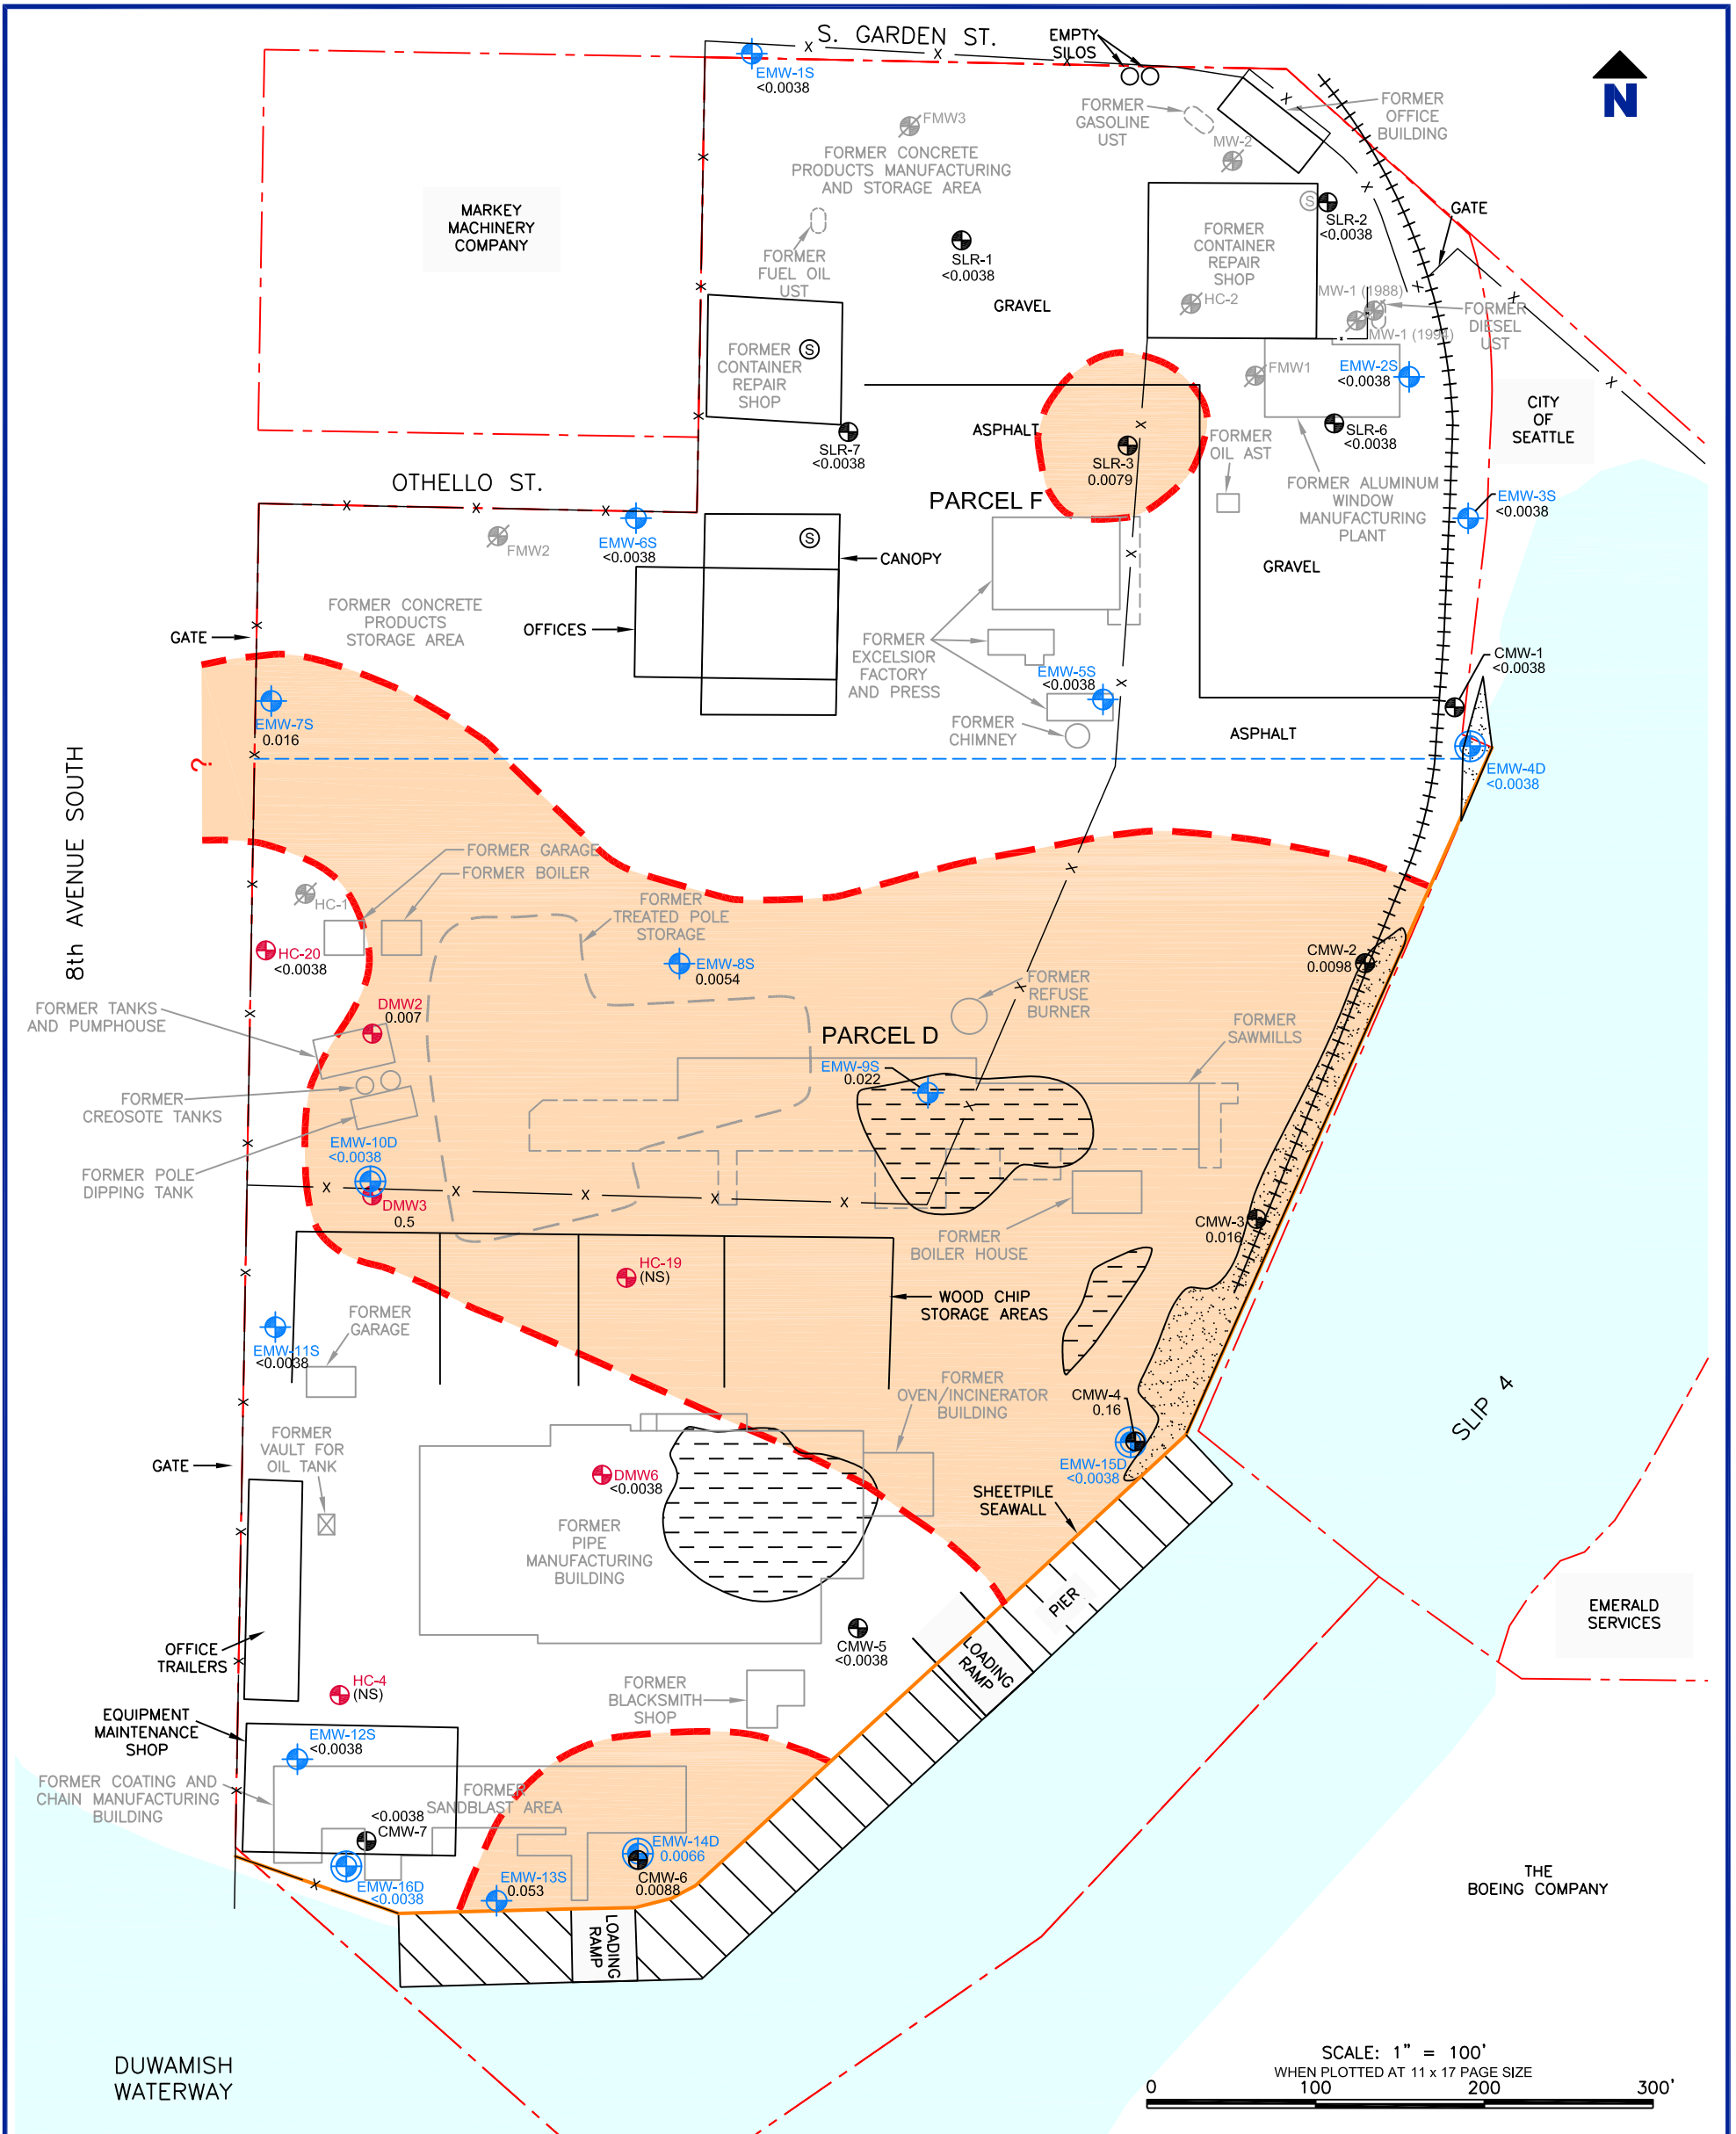 S. GARDEN ST.
EMPTY
SILOS
N
EMW-1S
<0.0038
FMW3
FORMER
GASOLINE
UST
FORMER
OFFICE
BUILDING
MW-2
FORMER CONCRETE
PRODUCTS MANUFACTURING
AND STORAGE AREA
MARKEY
MACHINERY
COMPANY
S
SLR-2
<0.0038
GATE
FORMER
CONTAINER
REPAIR
SHOP
SLR-1
<0.0038
FORMER
FUEL OIL
UST
GRAVEL
HC-2
MW-1 (1988)
MW-1 (1994)
FORMER
DIESEL
UST
FORMER
CONTAINER
REPAIR
SHOP
S
FMW1
EMW-2S
<0.0038
CITY
OF
SEATTLE
SLR-7
<0.0038
ASPHALT
SLR-3
0.0079
FORMER
OIL AST
SLR-6
<0.0038
OTHELLO ST.
PARCEL F
FORMER ALUMINUM
WINDOW
MANUFACTURING
PLANT
EMW-3S
<0.0038
FMW2
EMW-6S
<0.0038
S
CANOPY
GRAVEL
FORMER CONCRETE
PRODUCTS
STORAGE AREA
GATE
OFFICES
FORMER
EXCELSIOR
FACTORY
AND PRESS
EMW-5S
<0.0038
CMW-1
<0.0038
EMW-7S
0.016
FORMER
CHIMNEY
ASPHALT
?
EMW-4D
<0.0038
8th AVENUE SOUTH
FORMER GARAGE
FORMER BOILER
HC-1
FORMER
TREATED POLE
STORAGE
HC-20
<0.0038
EMW-8S
0.0054
CMW-2
0.0098
FORMER
REFUSE
BURNER
FORMER TANKS
AND PUMPHOUSE
DMW2
0.007
PARCEL D
FORMER
SAWMILLS
EMW-9S
0.022
FORMER
CREOSOTE TANKS
EMW-10D
<0.0038
FORMER POLE
DIPPING TANK
DMW3
0.5
CMW-3
0.016
FORMER
BOILER HOUSE
HC-19
(NS)
WOOD CHIP
STORAGE AREAS
FORMER
GARAGE
EMW-11S
<0.0038
FORMER
OVEN/INCINERATOR
BUILDING
CMW-4
0.16
SLIP 4
FORMER
VAULT FOR
OIL TANK
GATE
EMW-15D
<0.0038
DMW6
<0.0038
SHEETPILE
SEAWALL
FORMER
PIPE
MANUFACTURING
BUILDING
PIER
EMERALD
SERVICES
CMW-5
<0.0038
LOADING
RAMP
OFFICE
TRAILERS
HC-4
(NS)
FORMER
BLACKSMITH
SHOP
EQUIPMENT
MAINTENANCE
SHOP
EMW-12S
<0.0038
FORMER COATING AND
CHAIN MANUFACTURING
BUILDING
FORMER
SANDBLAST AREA
<0.0038
CMW-7
EMW-14D
0.0066
EMW-16D
<0.0038
EMW-13S
0.053
CMW-6
0.0088
LOADING
RAMP
THE
BOEING COMPANY
DUWAMISH
WATERWAY
SCALE: 1" = 100'
WHEN PLOTTED AT 11 x 17 PAGE SIZE
0 100 200 300'